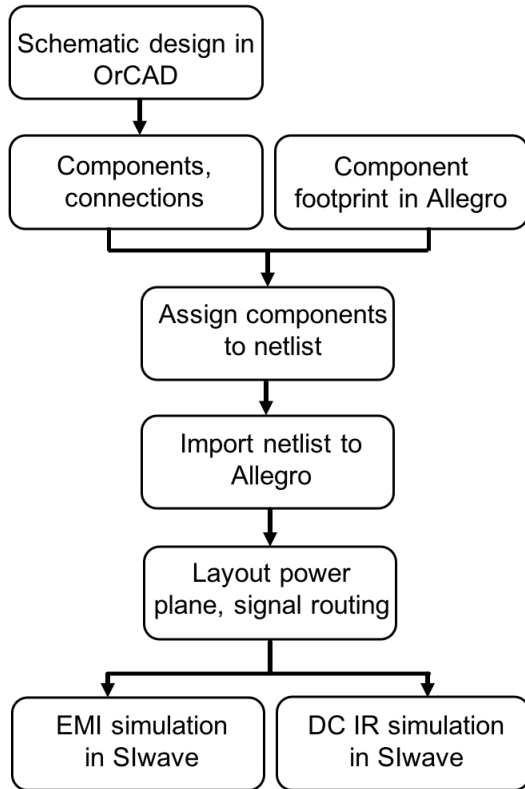 Schematic design in
OrCAD
Components,
connections
Component
footprint in Allegro
Assign components
to netlist
Import netlist to
Allegro
Layout power
plane, signal routing
EMI simulation
in SIwave
DC IR simulation
in SIwave